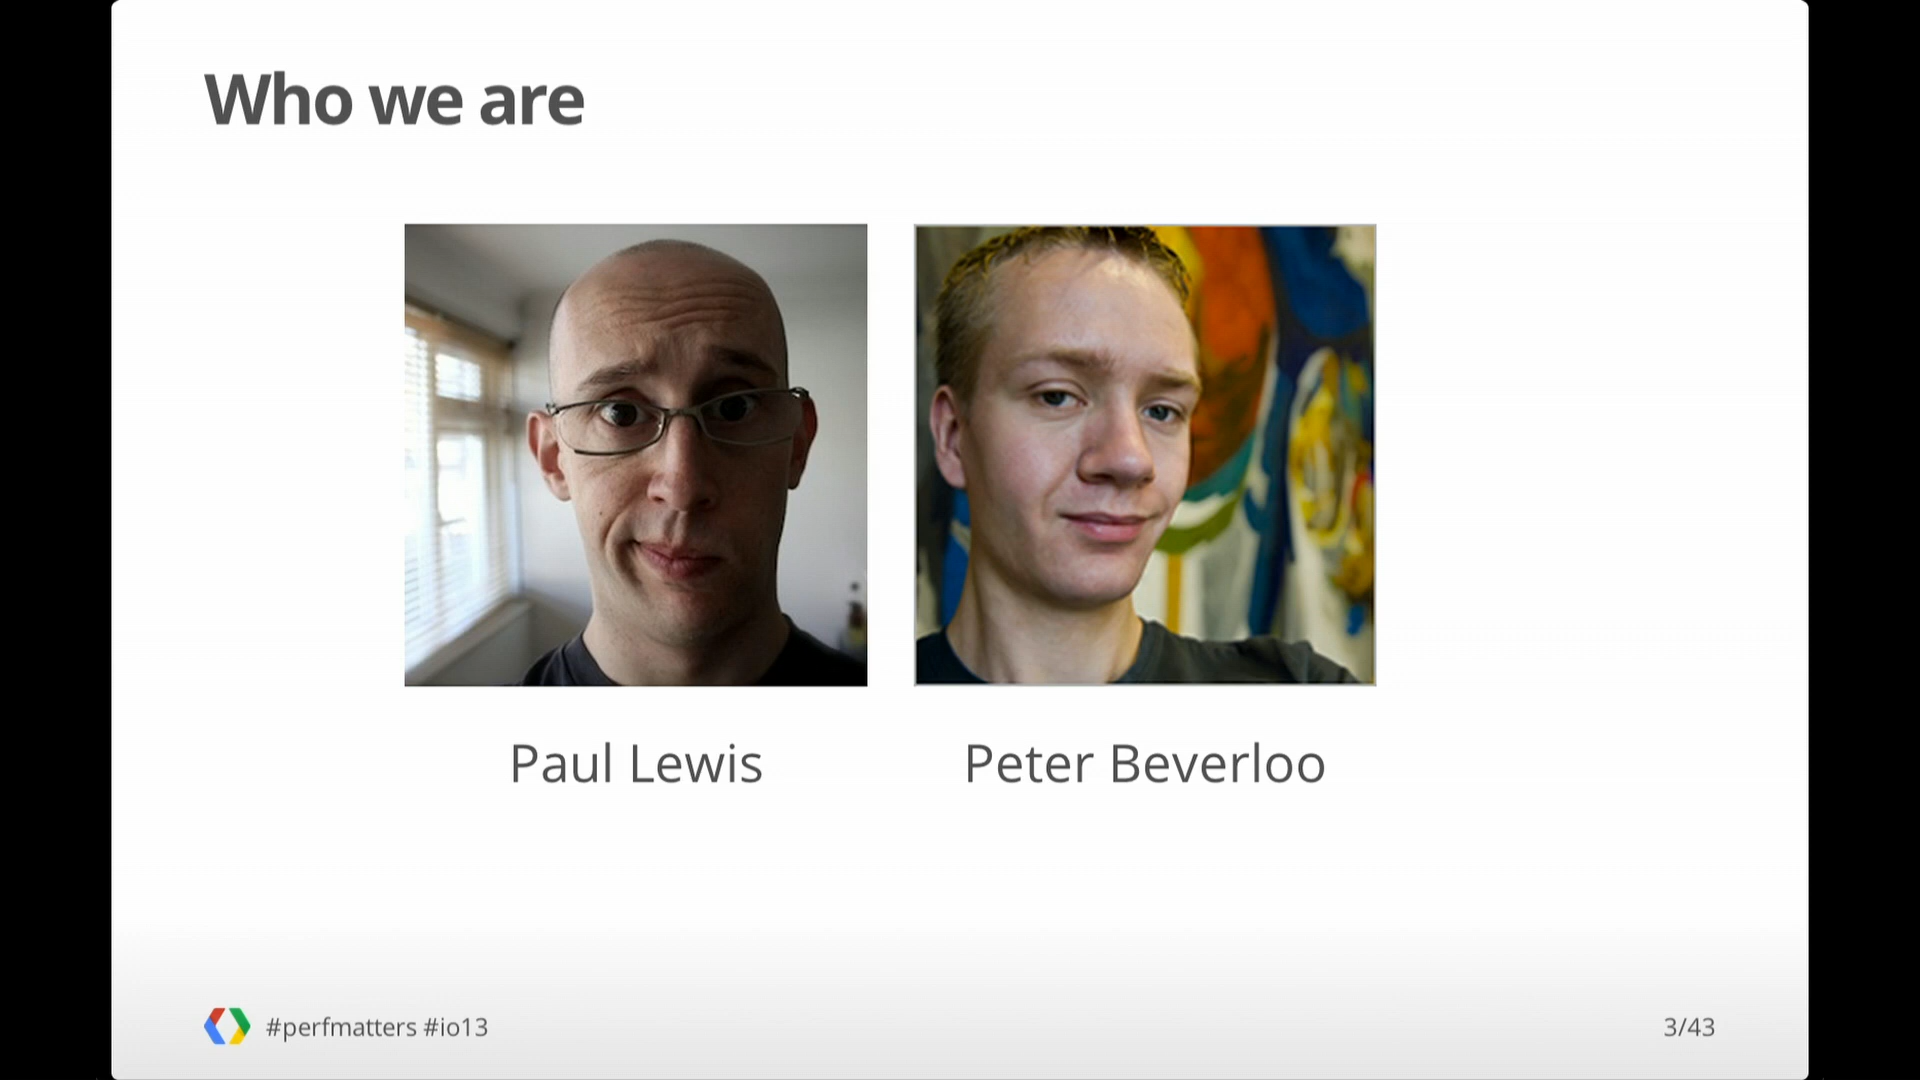 Who we are
Paul Lewis
Peter Beverloo
#perfmatters #io13
3/43